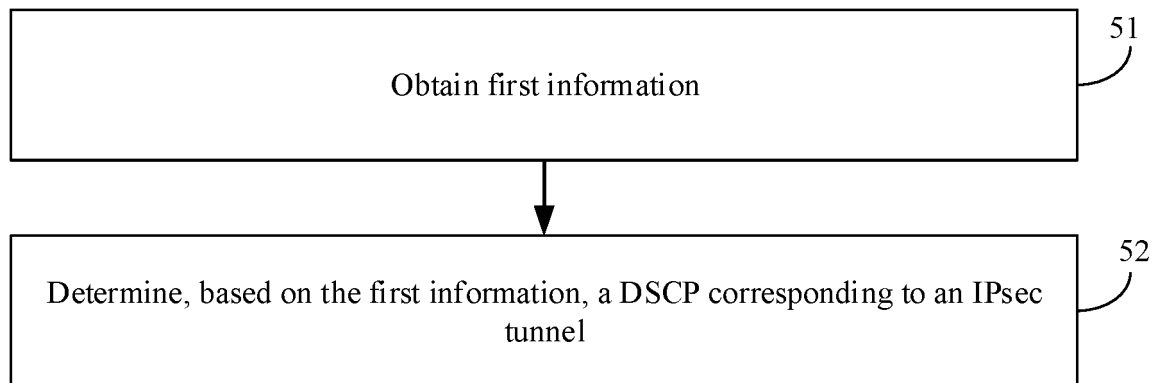 51
Obtain first information
52
Determine, based on the first information, a DSCP corresponding to an IPsec
tunnel